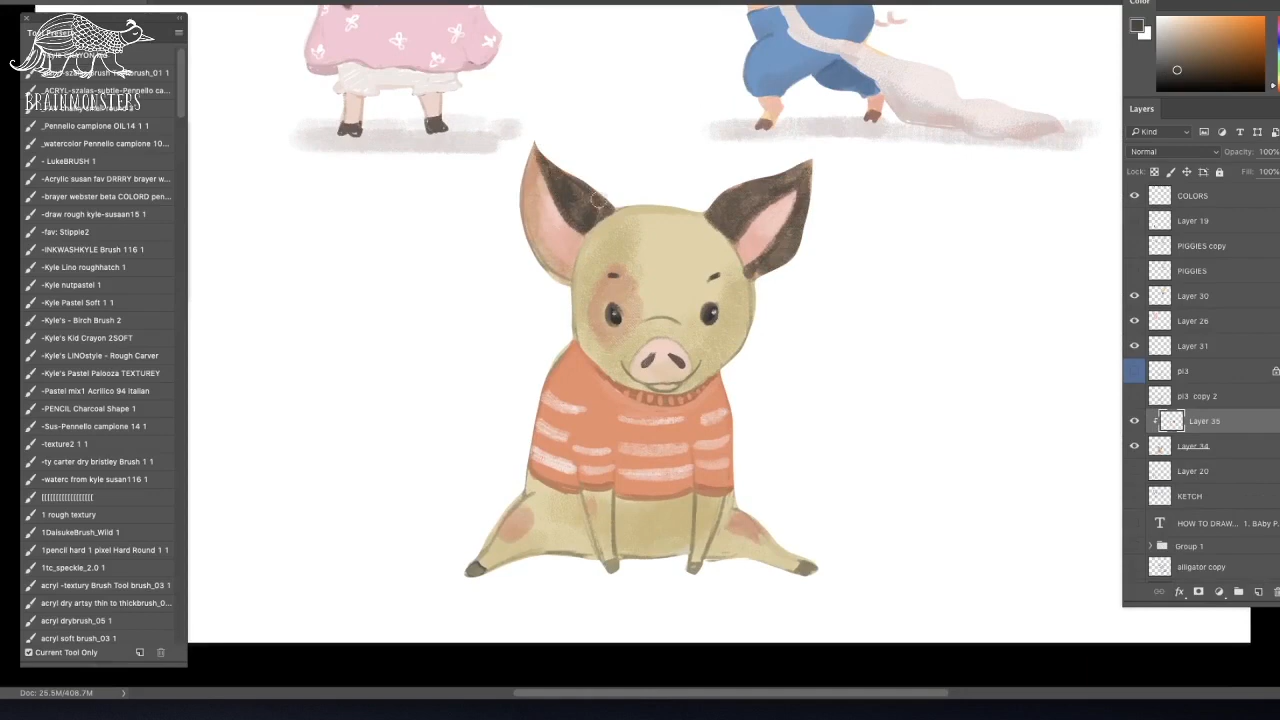 Color
BRAINMONSTERS
_Pennello campione OIL14 1 1
_watercolor Pennello campione 10...
- LukeBRUSH 1
-Acrylic susan fav DRRRY brayer w...
-brayer webster beta COLORD pen...
-draw rough kyle-susaan15 1
-fav: Stipple2
-INKWASHKYLE Brush 116 1
-Kyle Lino roughhatch 1
-Kyle nutpastel 1
-Kyle Pastel Soft 1 1
-Kyle's - Birch Brush 2
-Kyle's Kid Crayon 2SOFT
-Kyle's LINOstyle - Rough Carver
-Kyle's Pastel Palooza TEXTUREY
-Pastel mix1 Acrilico 94 Italian
-PENCIL Charcoal Shape 1
-Sus-Pennello campione 14 1
-texture2 1 1
-ty carter dry bristley Brush 1 1
-waterc from kyle susan116 1
1 rough textury
1DaisukeBrush_Wild 1
1pencil hard 1 pixel Hard Round 1 1
1tc_speckle_2.0 1
acryl -textury Brush Tool brush_03 1
acryl dry artsy thin to thickbrush_0...
acryl drybrush_05 1
acryl soft brush_03 1
Current Tool Only
Doc: 25.5M/408.7M
Layers
Kind
Normal
Opacity: 100%
Lock:
Fill: 100%
COLORS
Layer 19
PIGGIES copy
PIGGIES
Layer 30
Layer 26
Layer 31
pi3
pi3 copy 2
Layer 35
Layer 34
Layer 20
KETCH
T HOW TO DRAW... 1. BAby P
Group 1
alligator copy
fx